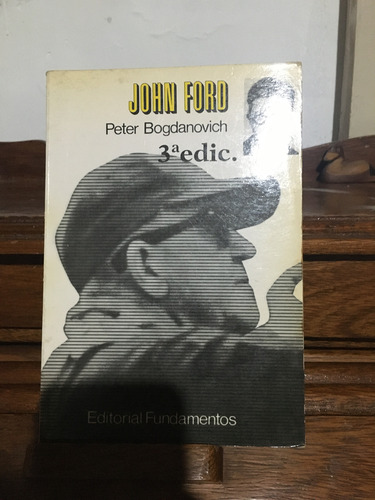 JOHN FORD
Peter Bogdanovich
3ª edic.
Editorial Fundamentos